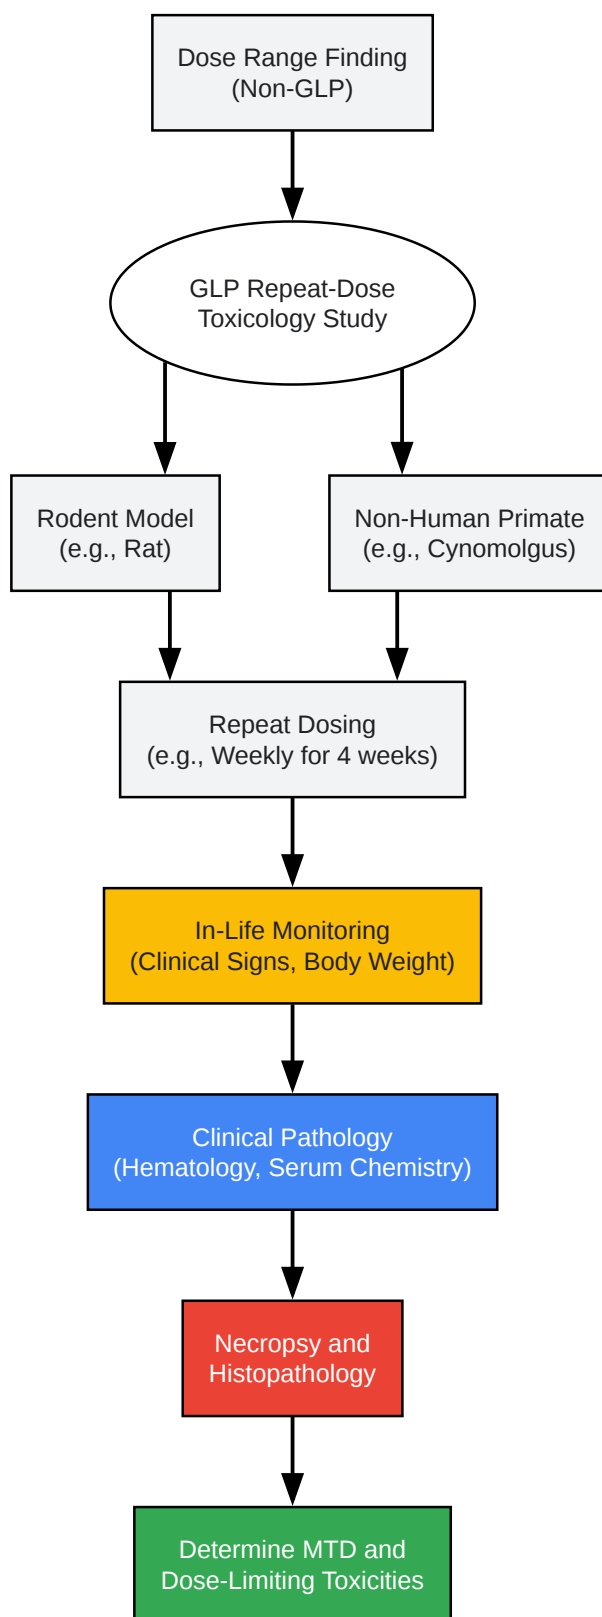 Dose Range Finding
(Non-GLP)
GLP Repeat-Dose
Toxicology Study
Rodent Model
(e.g., Rat)
Non-Human Primate
(e.g., Cynomolgus)
Repeat Dosing
(e.g., Weekly for 4 weeks)
In-Life Monitoring
(Clinical Signs, Body Weight)
Clinical Pathology
(Hematology, Serum Chemistry)
Necropsy and
Histopathology
Determine MTD and
Dose-Limiting Toxicities